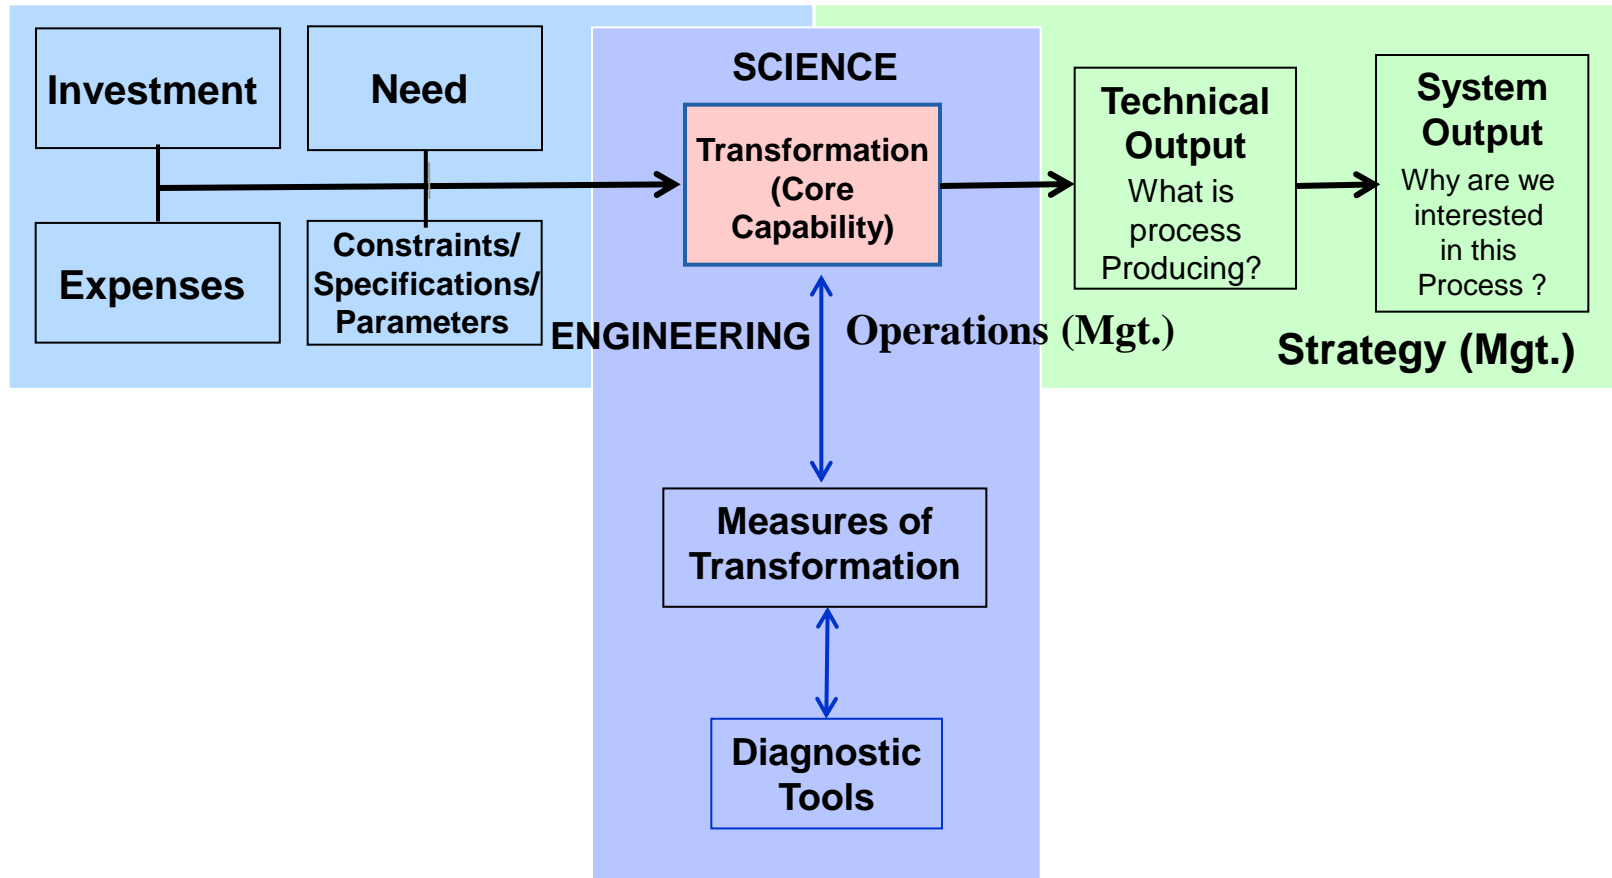 Investment
Need
Expenses
Constraints/
Specifications/
Parameters
SCIENCE
Transformation
(Core
Capability)
ENGINEERING
Operations (Mgt.)
Technical
Output
What is
process
Producing?
System
Output
Why are we
interested
in this
Process ?
Strategy (Mgt.)
Measures of
Transformation
Diagnostic
Tools